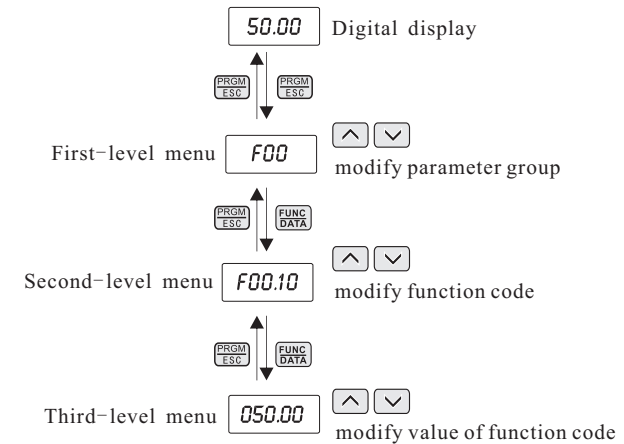 50.00 Digital display
PRGM PRGM
ESC ESC
First-level menu F00
modify parameter group
PRGM FUNC
ESC DATA
Second-level menu F00.10
modify function code
PRGM FUNC
ESC DATA
Third-level menu 050.00
modify value of function code